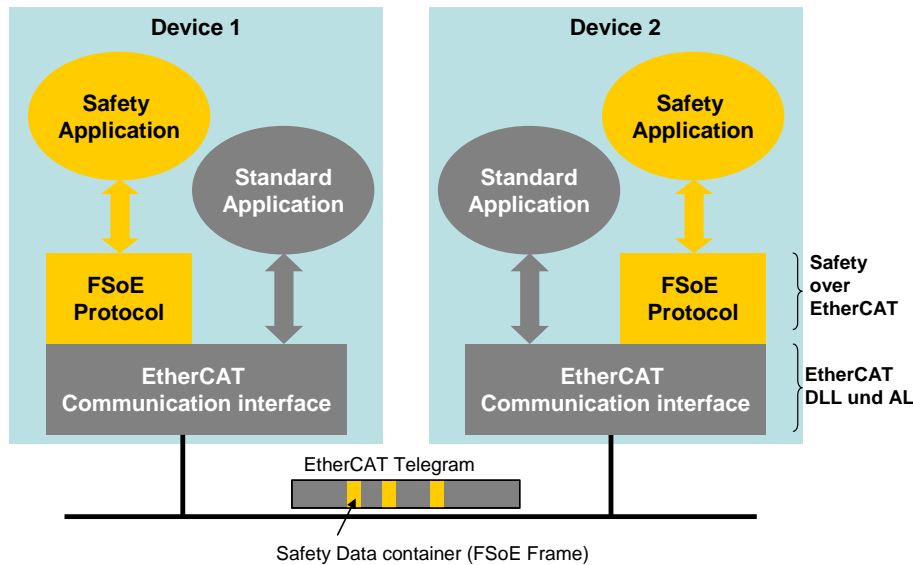 Device 1
Safety
Application
Standard
Application
FSoE
Protocol
EtherCAT
Communication interface
Device 2
Safety
Application
Standard
Application
FSoE
Protocol
EtherCAT
Communication interface
Safety
over
EtherCAT
EtherCAT
DLL und AL
EtherCAT Telegram
Safety Data container (FSoE Frame)